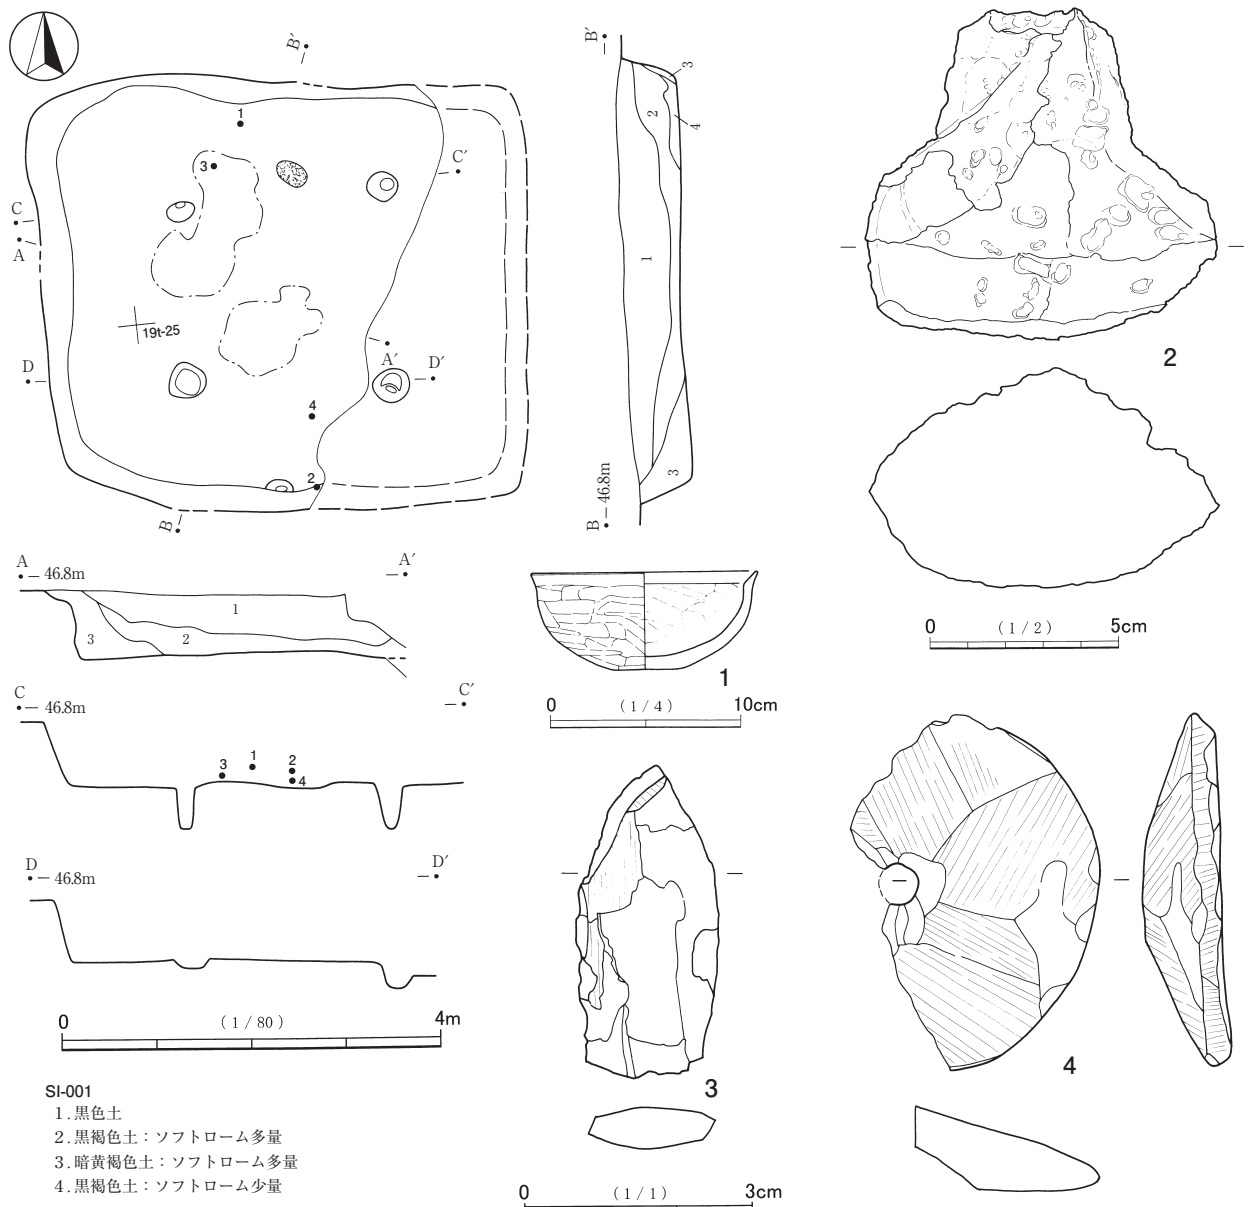 B′
1
3
C′
C
A
19t-25
A′
D
D′
4
2
B
B′
3
2
4
1
3
B
46.8m
2
0 (1/2) 5cm
A
46.8m
A′
1
2
3
C
46.8m
C′
3
1
2
4
D
46.8m
D′
0 (1/80) 4m
1
0 (1/4) 10cm
3
0 (1/1) 3cm
4
SI-001
1.黒色土
2.黒褐色土：ソフトローム多量
3.暗黄褐色土：ソフトローム多量
4.黒褐色土：ソフトローム少量